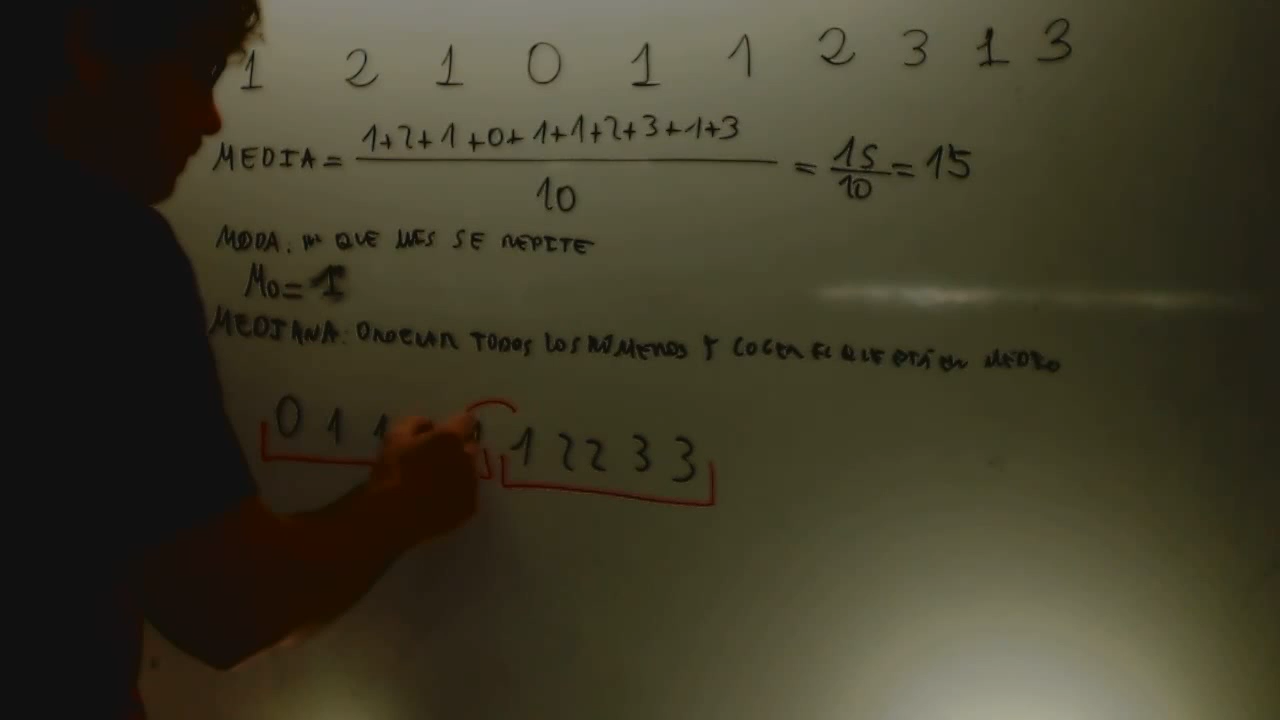 1 2 1 0 1 1 2 3 1 3
MEDIA = 1+2+1+0+1+1+2+3+1+3 / 10 = 15 / 10 = 15
MODA: QUE MES SE REPITE
Mo = 1
MEDIANA: ORDENAR TODOS LOS NÚMEROS Y COGER EL QUE ESTÁ EN MEDIO
0 1 1 1 1 2 2 3 3